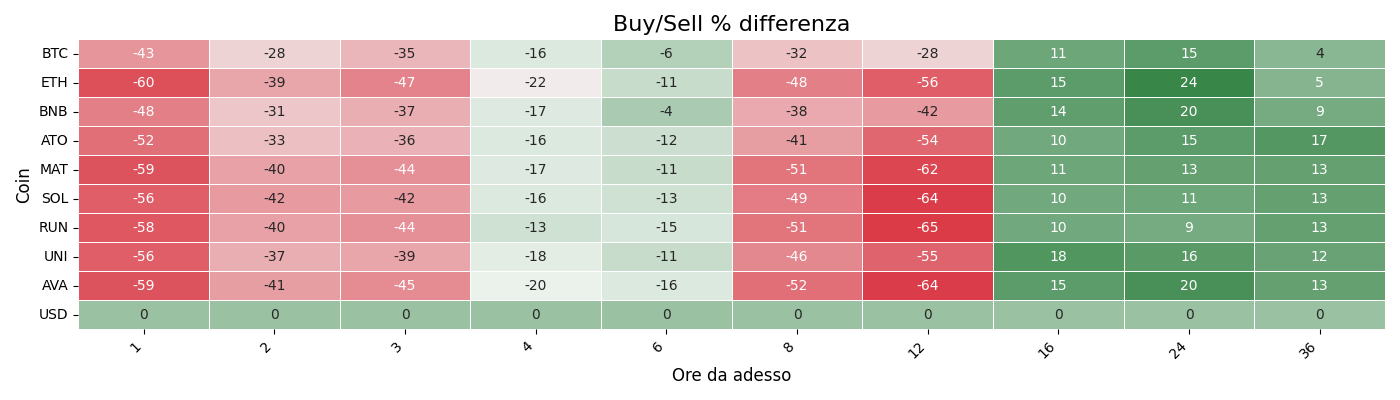 Buy/Sell % differenza
Coin
BTC -43 -28 -35 -16 -6 -32 -28 11 15 4
ETH -60 -39 -47 -22 -11 -48 -56 15 24 5
BNB -48 -31 -37 -17 -4 -38 -42 14 20 9
ATO -52 -33 -36 -16 -12 -41 -54 10 15 17
MAT -59 -40 -44 -17 -11 -51 -62 11 13 13
SOL -56 -42 -42 -16 -13 -49 -64 10 11 13
RUN -58 -40 -44 -13 -15 -51 -65 10 9 13
UNI -56 -37 -39 -18 -11 -46 -55 18 16 12
AVA -59 -41 -45 -20 -16 -52 -64 15 20 13
USD 0 0 0 0 0 0 0 0 0 0
1 2 3 4 6 8 12 16 24 36
Ore da adesso